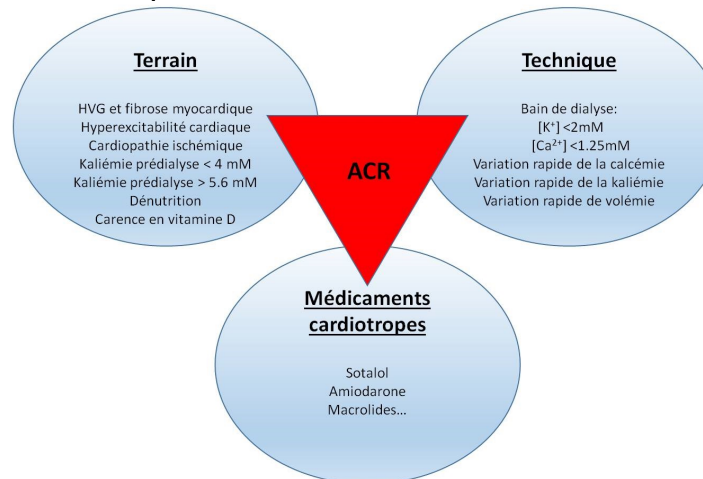 Terrain
HVG et fibrose myocardique
Hyperexcitabilité cardiaque
Cardiopathie ischémique
Kaliémie prédialyse < 4 mM
Kaliémie prédialyse > 5.6 mM
Dénutrition
Carence en vitamine D
Technique
Bain de dialyse:
[K⁺] <2mM
[Ca²⁺] <1.25mM
Variation rapide de la calcémie
Variation rapide de la kaliémie
Variation rapide de volémie
ACR
Médicaments
cardiotropes
Sotalol
Amiodarone
Macrolides...